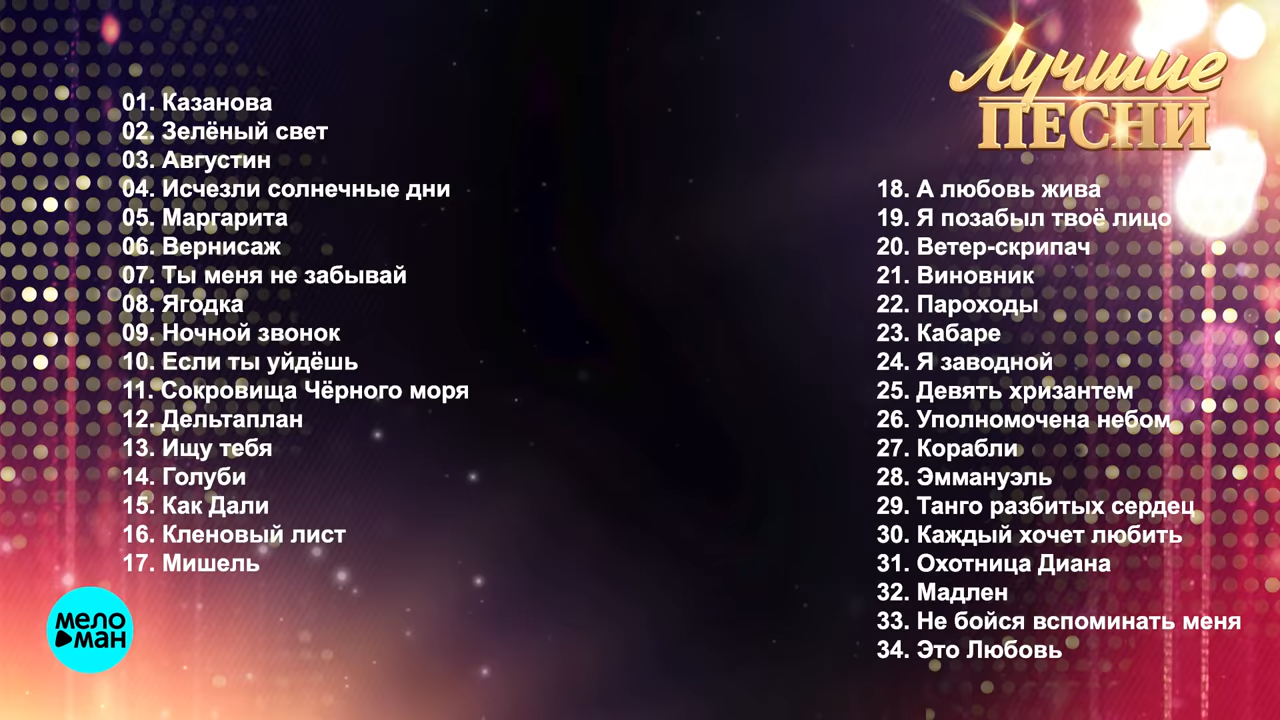 Лучшие
ПЕСНИ
01. Казанова
02. Зелёный свет
03. Августин
04. Исчезли солнечные дни
05. Маргарита
06. Вернисаж
07. Ты меня не забывай
08. Ягодка
09. Ночной звонок
10. Если ты уйдёшь
11. Сокровища Чёрного моря
12. Дельтаплан
13. Ищу тебя
14. Голуби
15. Как Дали
16. Кленовый лист
17. Мишель
18. А любовь жива
19. Я позабыл твоё лицо
20. Ветер-скрипач
21. Виновник
22. Пароходы
23. Кабаре
24. Я заводной
25. Девять хризантем
26. Уполномочена небом
27. Корабли
28. Эммануэль
29. Танго разбитых сердец
30. Каждый хочет любить
31. Охотница Диана
32. Мадлен
33. Не бойся вспоминать меня
34. Это Любовь
мело
ман